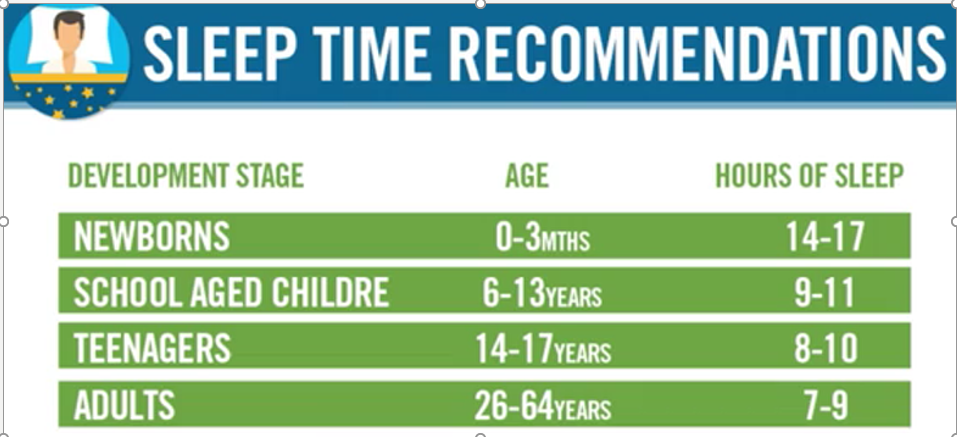 SLEEP TIME RECOMMENDATIONS
DEVELOPMENT STAGE AGE HOURS OF SLEEP
NEWBORNS 0-3MTHS 14-17
SCHOOL AGED CHILDRE 6-13YEARS 9-11
TEENAGERS 14-17YEARS 8-10
ADULTS 26-64YEARS 7-9